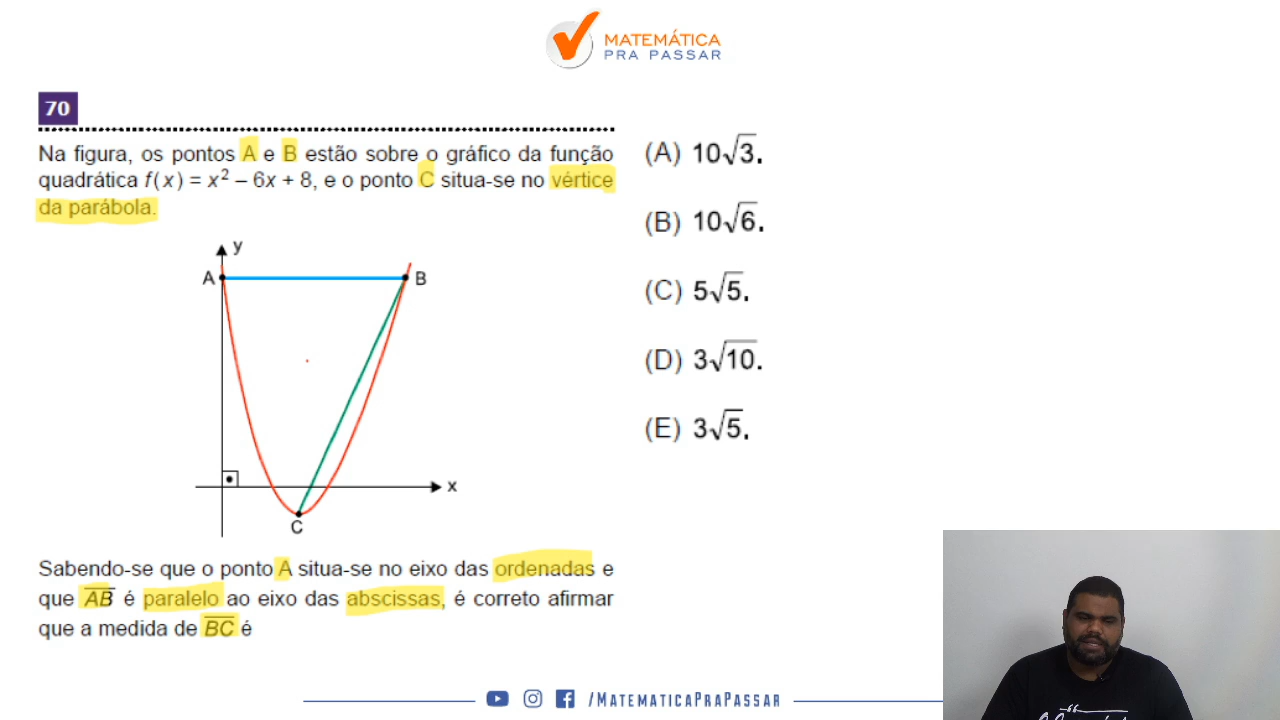 MATEMÁTICA
PRA PASSAR
70
Na figura, os pontos A e B estão sobre o gráfico da função
quadrática f(x) = x² – 6x + 8, e o ponto C situa-se no vértice
da parábola.
y
A
B
x
C
Sabendo-se que o ponto A situa-se no eixo das ordenadas e
que A̅B̅ é paralelo ao eixo das abscissas, é correto afirmar
que a medida de B̅C̅ é
(A) 10√3.
(B) 10√6.
(C) 5√5.
(D) 3√10.
(E) 3√5.
/MATEMATICAPRAPASSAR